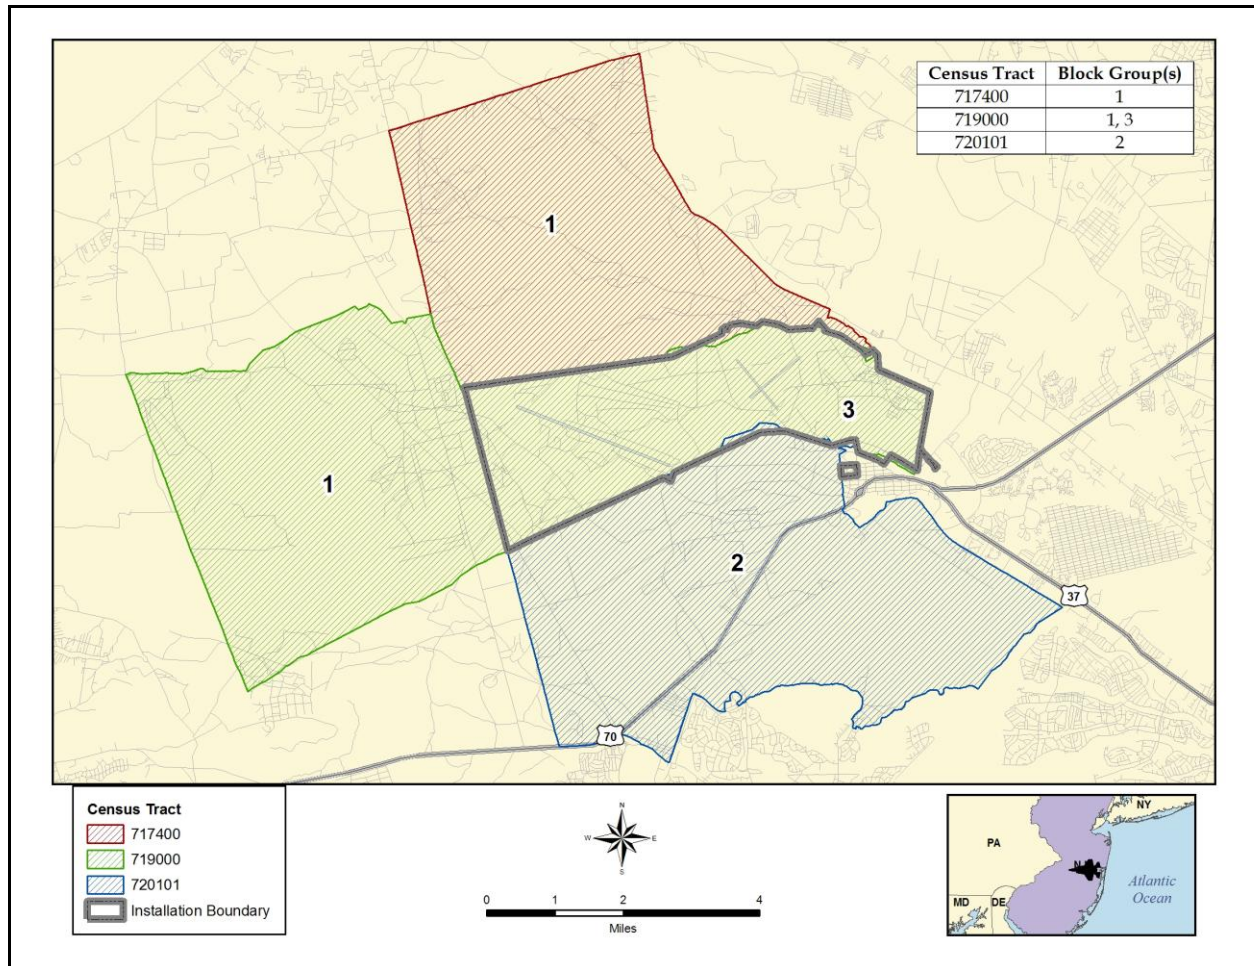 Census Tract Block Group(s)
717400 1
719000 1, 3
720101 2
1
3
1
2
37
70
Census Tract
717400
719000
720101
Installation Boundary
N
W E
S
0 1 2 4
Miles
NY
PA
N
MD
DE
Atlantic
Ocean